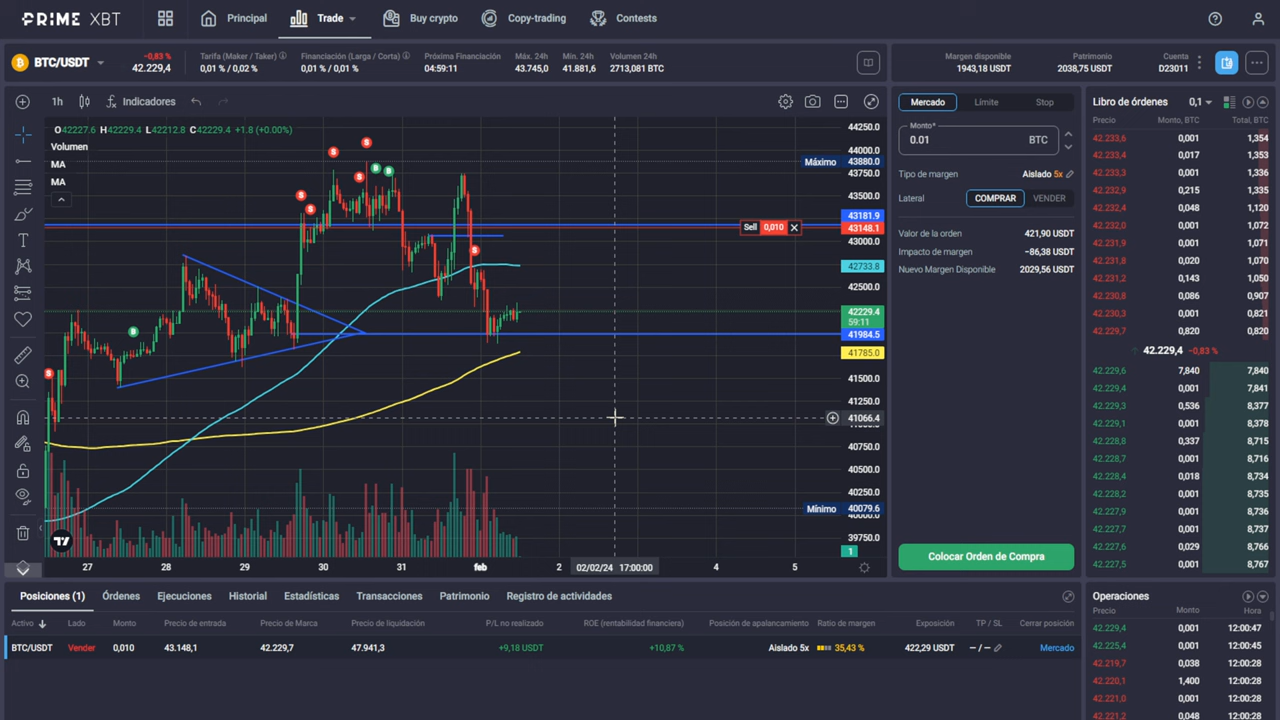 PRIME XBT
Principal
Trade
Buy crypto
Copy-trading
Contests
BTC/USDT
-0,83 %
42.229,4
Tarifa (Maker / Taker)
0,01 % / 0,02 %
Financiación (Larga / Corta)
0,01 % / 0,01 %
Próxima Financiación
04:59:11
Máx. 24h
43.745,0
Mín. 24h
41.881,6
Volumen 24h
2713,081 BTC
Margen disponible
1943,18 USDT
Patrimonio
2038,75 USDT
Cuenta
D23011
1h
Indicadores
O42227.6 H42229.4 L42212.8 C42229.4 +1.8 (+0.00%)
Volumen
MA
MA
44250.0
44000.0
Máximo 43880.0
43750.0
43500.0
43181.9
Sell 0,010
43148.1
43000.0
42733.8
42500.0
42229.4
59:11
41984.5
41785.0
41500.0
41250.0
41066.4
40750.0
40500.0
40250.0
Mínimo 40079.6
40000.0
39750.0
1
27 28 29 30 31 feb 2 02/02/24 17:00:00 4 5
Mercado
Límite
Stop
Monto*
0.01 BTC
Tipo de margen Aislado 5x
Lateral COMPRAR VENDER
Valor de la orden 421,90 USDT
Impacto de margen −86,38 USDT
Nuevo Margen Disponible 2029,56 USDT
Colocar Orden de Compra
Libro de órdenes 0,1
Precio Monto, BTC Total, BTC
42.233,6 0,001 1,354
42.233,4 0,017 1,353
42.233,3 0,001 1,336
42.232,9 0,215 1,335
42.232,4 0,048 1,120
42.232,0 0,001 1,072
42.231,9 0,001 1,071
42.231,8 0,020 1,070
42.231,2 0,143 1,050
42.230,8 0,086 0,907
42.230,3 0,001 0,821
42.229,7 0,820 0,820
42.229,4 -0,83 %
42.229,6 7,840 7,840
42.229,4 0,001 7,841
42.229,3 0,536 8,377
42.229,1 0,001 8,378
42.228,8 0,337 8,715
42.228,7 0,001 8,716
42.228,4 0,018 8,734
42.228,2 0,001 8,735
42.227,9 0,001 8,736
42.227,7 0,001 8,737
42.227,6 0,029 8,766
42.227,5 0,001 8,767
Posiciones (1)
Órdenes
Ejecuciones
Historial
Estadísticas
Transacciones
Patrimonio
Registro de actividades
Activo Lado Monto Precio de entrada Precio de Marca Precio de liquidación P/L no realizado ROE (rentabilidad financiera) Posición de apalancamiento Ratio de margen Exposición TP / SL Cerrar posición
BTC/USDT Vender 0,010 43.148,1 42.229,7 47.941,3 +9,18 USDT +10,87 % Aislado 5x 35,43 % 422,29 USDT – / – Mercado
Operaciones
Precio Monto Hora
42.229,4 0,001 12:00:47
42.225,4 0,001 12:00:45
42.219,7 0,038 12:00:28
42.220,1 1,400 12:00:28
42.221,0 0,001 12:00:28
42.221,2 0,048 12:00:28